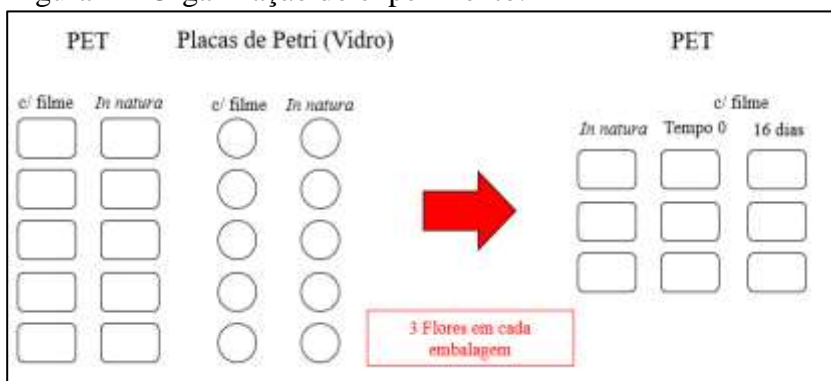 PET Placas de Petri (Vidro) PET
c/ filme In natura c/ filme In natura
c/ filme
In natura Tempo 0 16 dias
3 Flores em cada
embalagem